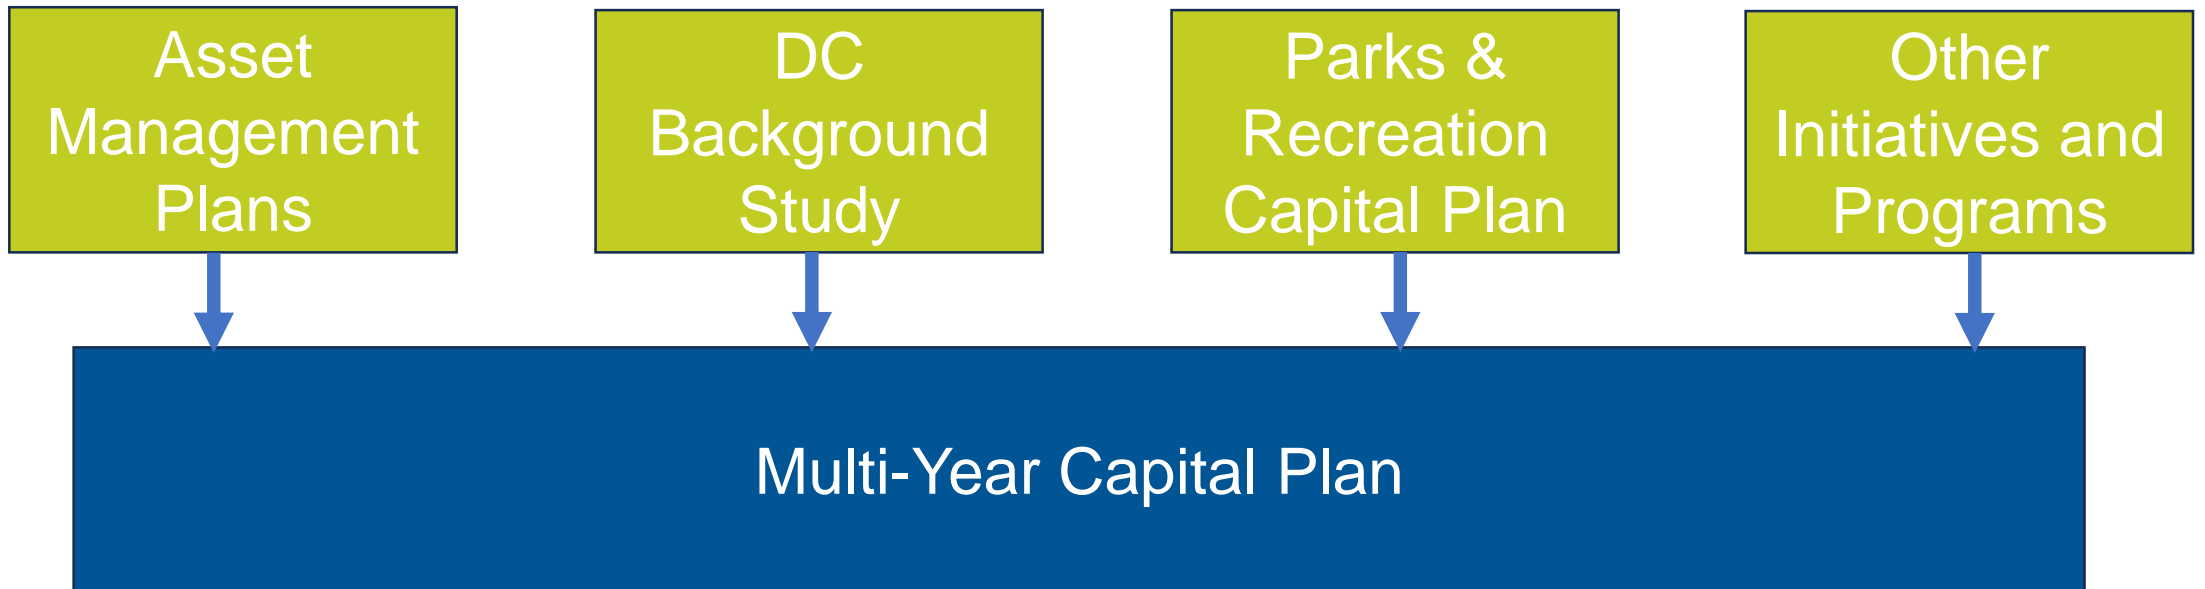 Asset
Management
Plans
DC
Background
Study
Parks &
Recreation
Capital Plan
Other
Initiatives and
Programs
Multi-Year Capital Plan